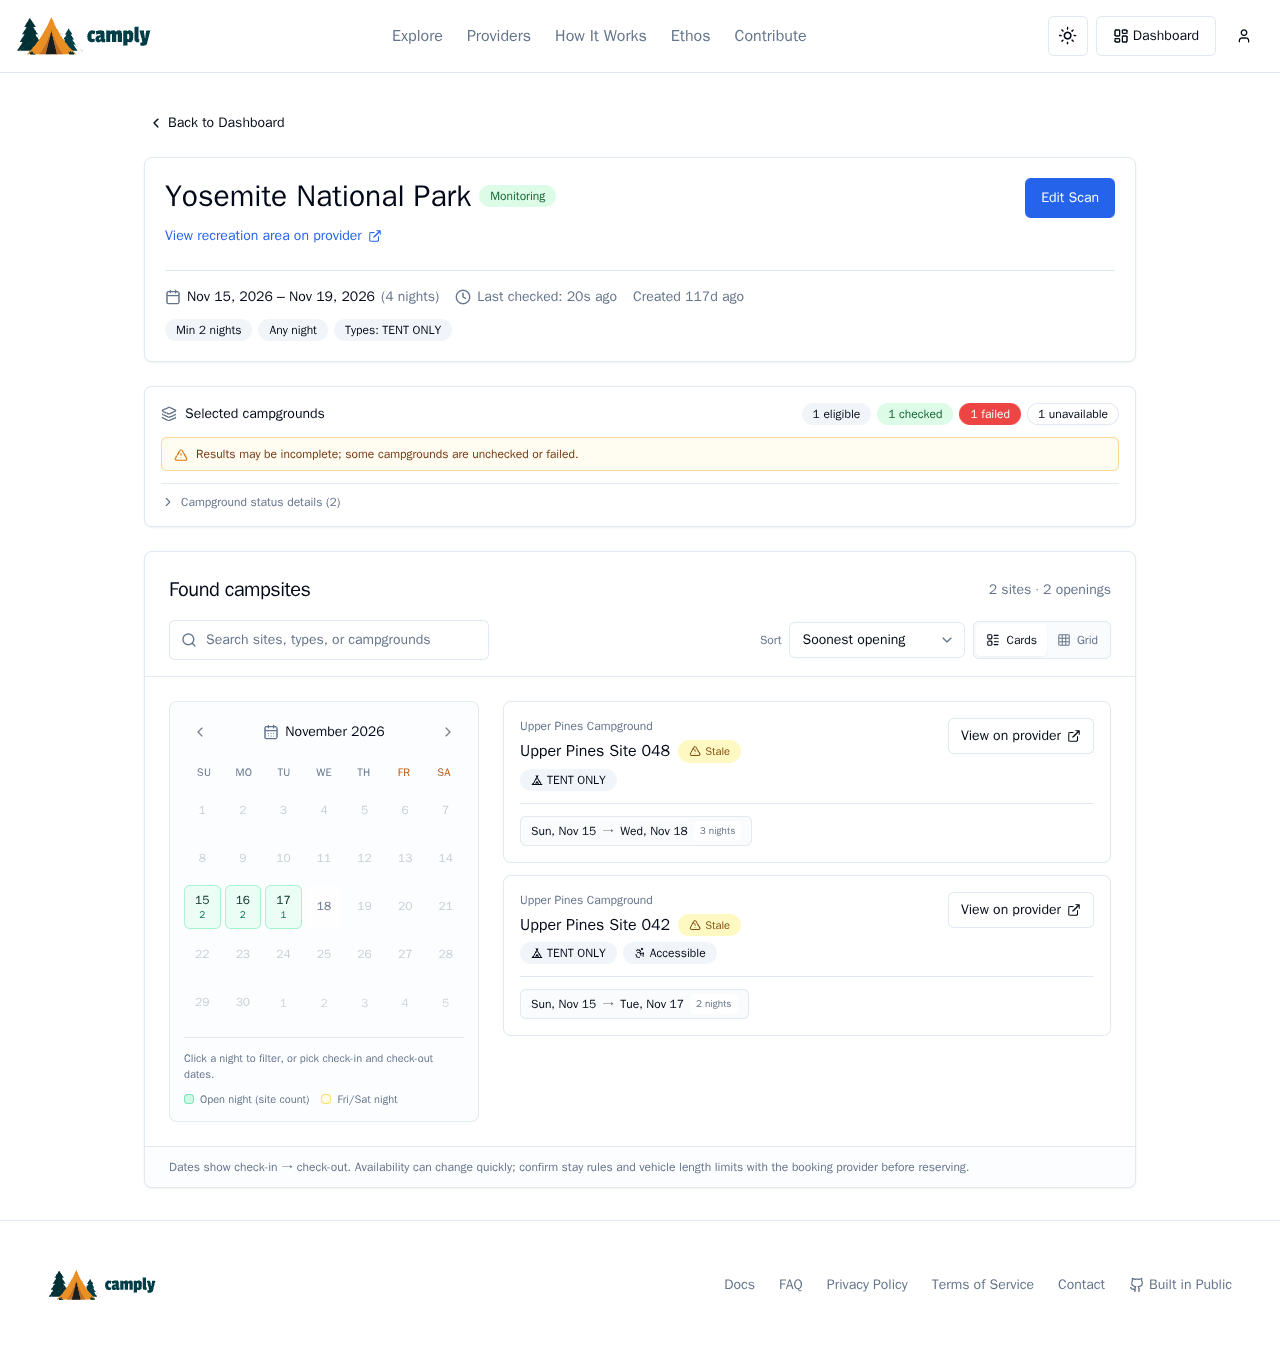 camply
Explore
Providers
How It Works
Ethos
Contribute
Dashboard
Back to Dashboard
Yosemite National Park
Monitoring
Edit Scan
View recreation area on provider
Nov 15, 2026 – Nov 19, 2026 (4 nights)
Last checked: 20s ago
Created 117d ago
Min 2 nights
Any night
Types: TENT ONLY
Selected campgrounds
1 eligible
1 checked
1 failed
1 unavailable
Results may be incomplete; some campgrounds are unchecked or failed.
Campground status details (2)
Found campsites
2 sites · 2 openings
Search sites, types, or campgrounds
Sort
Soonest opening
Cards
Grid
November 2026
SU MO TU WE TH FR SA
1 2 3 4 5 6 7
8 9 10 11 12 13 14
15 16 17 18 19 20 21
2 2 1
22 23 24 25 26 27 28
29 30 1 2 3 4 5
Click a night to filter, or pick check-in and check-out
dates.
Open night (site count)
Fri/Sat night
Upper Pines Campground
Upper Pines Site 048
Stale
View on provider
TENT ONLY
Sun, Nov 15 → Wed, Nov 18
3 nights
Upper Pines Campground
Upper Pines Site 042
Stale
View on provider
TENT ONLY
Accessible
Sun, Nov 15 → Tue, Nov 17
2 nights
Dates show check-in → check-out. Availability can change quickly; confirm stay rules and vehicle length limits with the booking provider before reserving.
camply
Docs
FAQ
Privacy Policy
Terms of Service
Contact
Built in Public